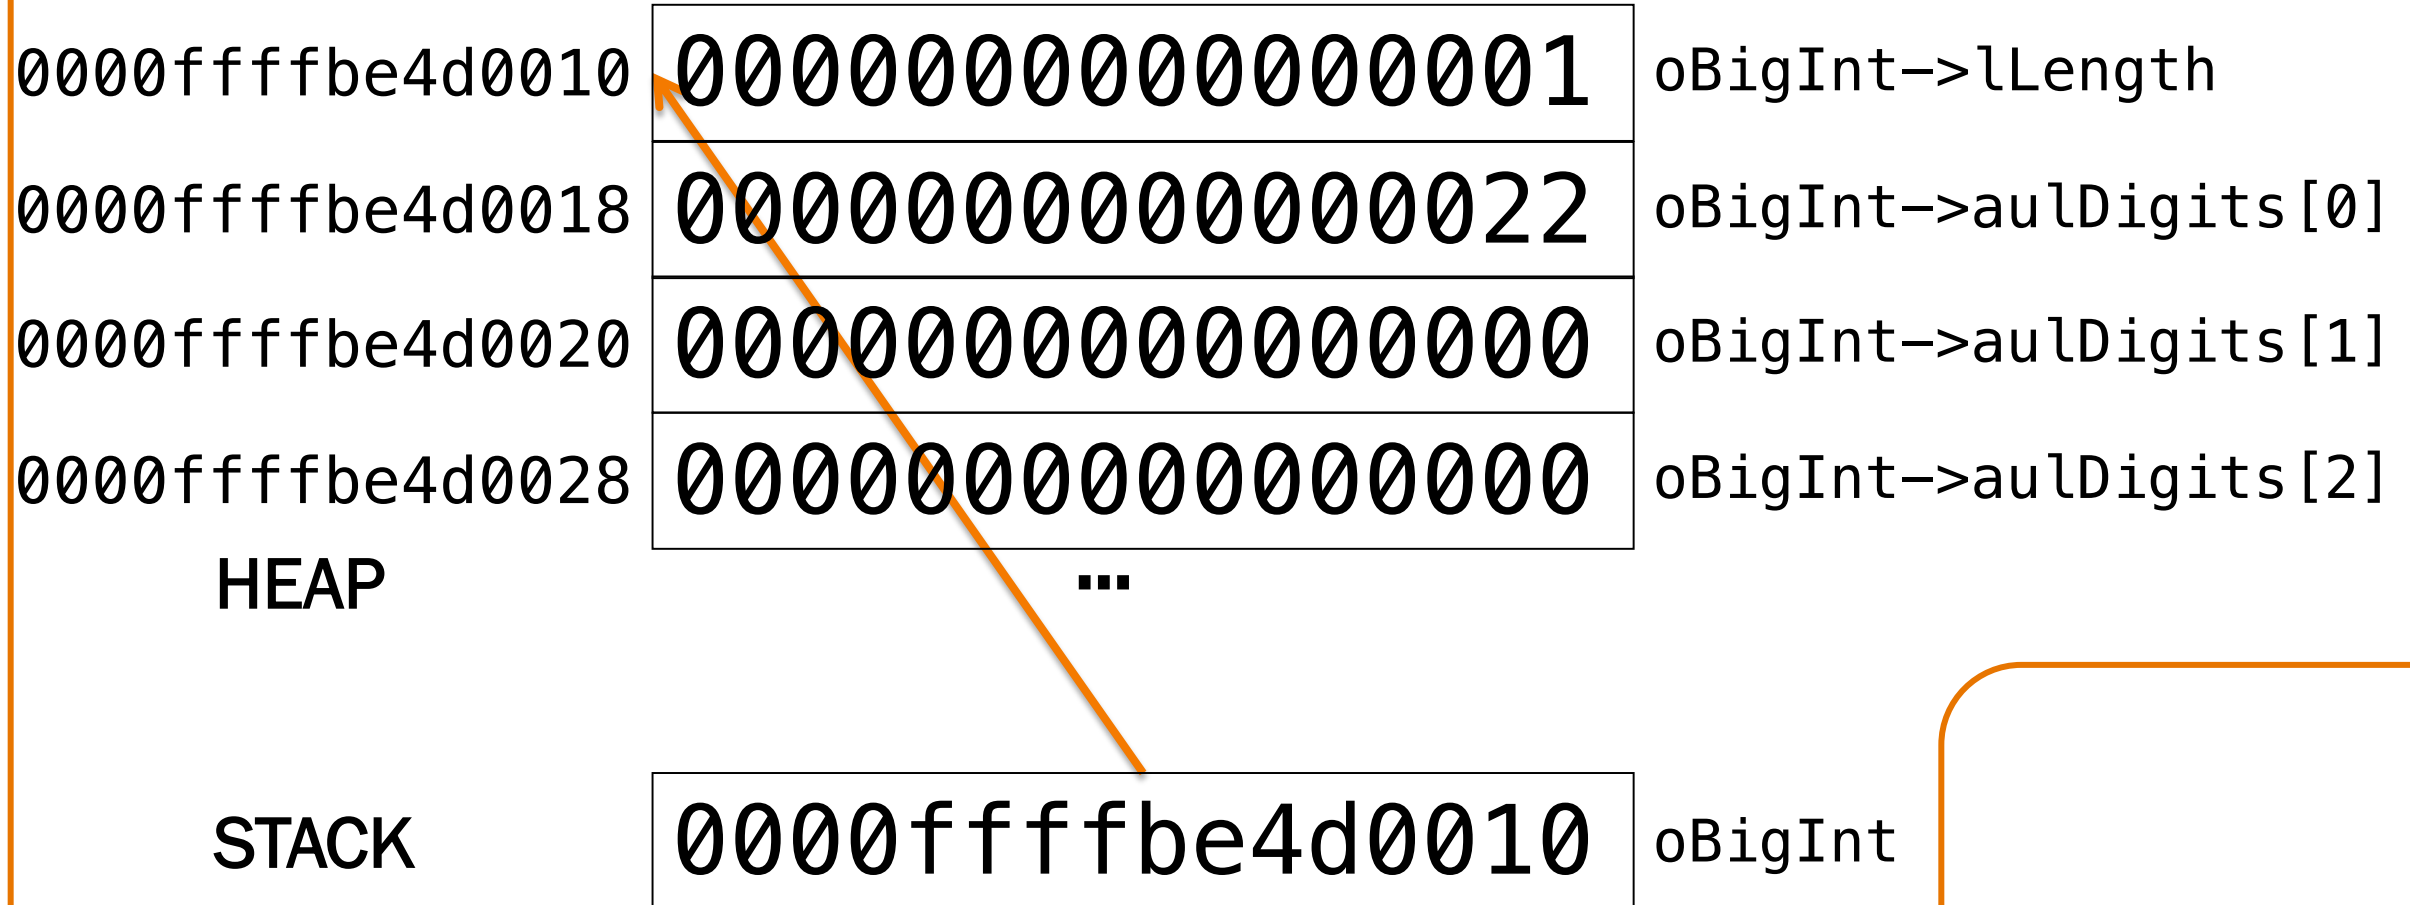 0000ffffbe4d0010 0000000000000001 oBigInt->lLength
0000ffffbe4d0018 0000000000000022 oBigInt->aulDigits[0]
0000ffffbe4d0020 0000000000000000 oBigInt->aulDigits[1]
0000ffffbe4d0028 0000000000000000 oBigInt->aulDigits[2]
HEAP …
STACK 0000ffffbe4d0010 oBigInt